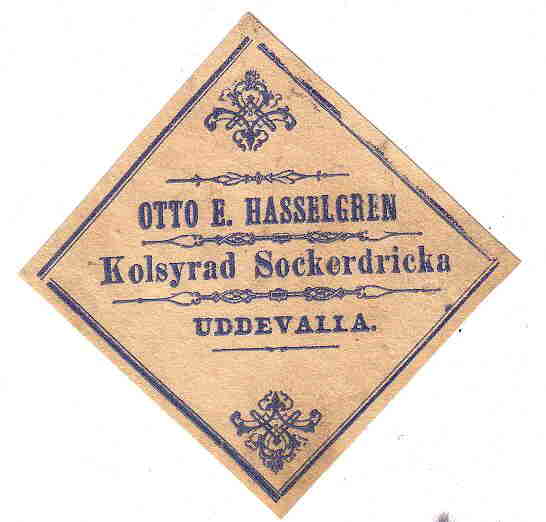 OTTO E. HASSELGREN
Kolsyrad Sockerdricka
UDDEVALLA.